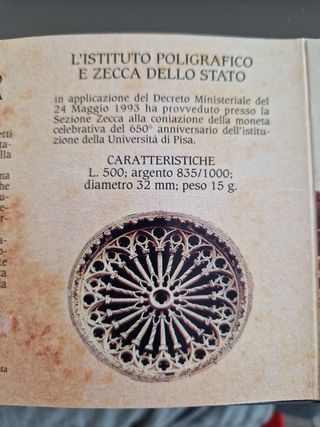 L'ISTITUTO POLIGRAFICO
E ZECCA DELLO STATO
in applicazione del Decreto Ministeriale del
24 Maggio 1993 ha provveduto presso la
Sezione Zecca alla coniazione della moneta
celebrativa del 650° anniversario dell'istitu-
zione della Università di Pisa.
CARATTERISTICHE
L. 500; argento 835/1000;
diametro 32 mm; peso 15 g.